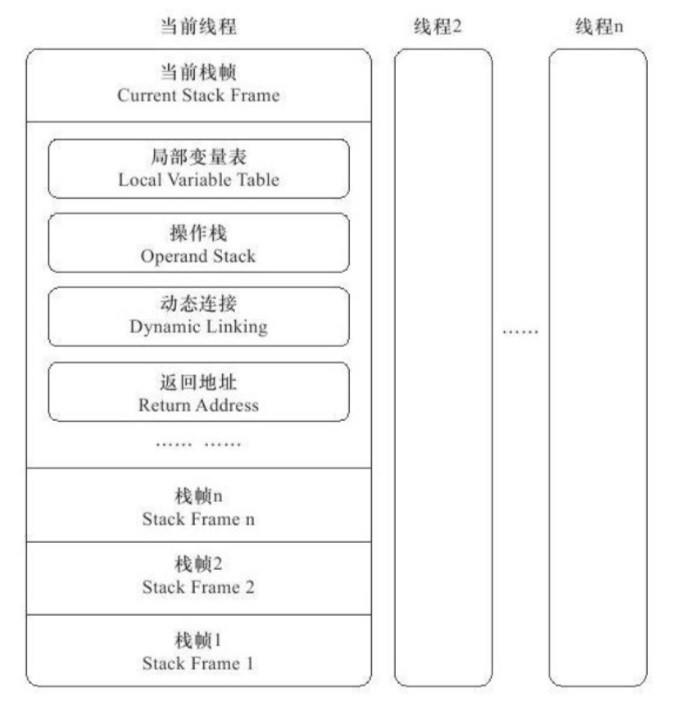 当前线程
线程2
线程n
当前栈帧
Current Stack Frame
局部变量表
Local Variable Table
操作栈
Operand Stack
动态连接
Dynamic Linking
返回地址
Return Address
…… ……
……
栈帧n
Stack Frame n
栈帧2
Stack Frame 2
栈帧1
Stack Frame 1